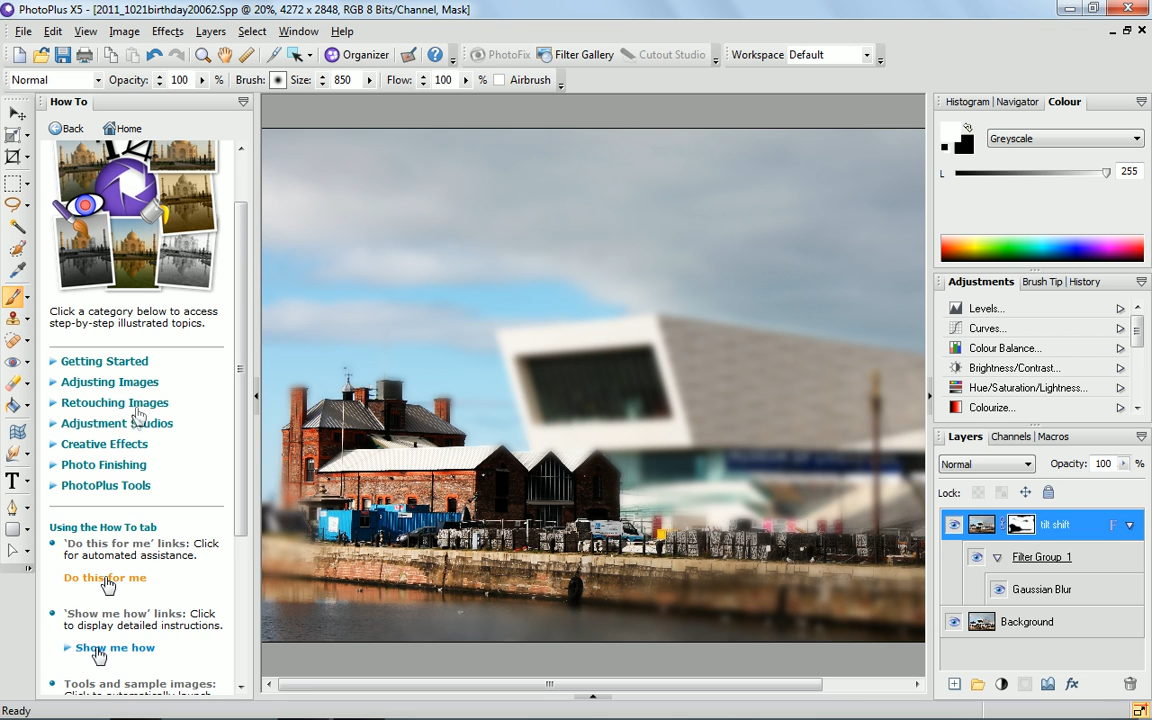 PhotoPlus X5 - [2011_1021birthday20062.Spp @ 20%, 4272 x 2848, RGB 8 Bits/Channel, Mask]
File Edit View Image Effects Layers Select Window Help
Organizer PhotoFix Filter Gallery Cutout Studio Workspace Default
Normal Opacity: 100 % Brush: Size: 850 Flow: 100 % Airbrush
How To
Back Home
Click a category below to access
step-by-step illustrated topics.
Getting Started
Adjusting Images
Retouching Images
Adjustment Studios
Creative Effects
Photo Finishing
PhotoPlus Tools
Using the How To tab
'Do this for me' links: Click
for automated assistance.
Do this for me
'Show me how' links: Click
to display detailed instructions.
Show me how
Tools and sample images:
Histogram Navigator Colour
Greyscale
L 255
Adjustments Brush Tip History
Levels...
Curves...
Colour Balance...
Brightness/Contrast...
Hue/Saturation/Lightness...
Colourize...
Layers Channels Macros
Normal Opacity: 100 %
Lock:
tilt shift F
Filter Group 1
Gaussian Blur
Background
Ready